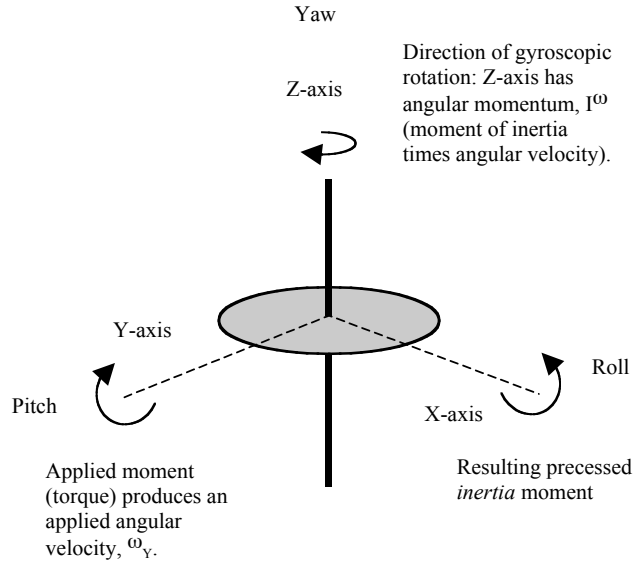 Yaw
Direction of gyroscopic
rotation: Z-axis has
angular momentum, Iω
(moment of inertia
times angular velocity).
Z-axis
Y-axis
Pitch
Roll
X-axis
Applied moment
(torque) produces an
applied angular
velocity, ωY.
Resulting precessed
inertia moment